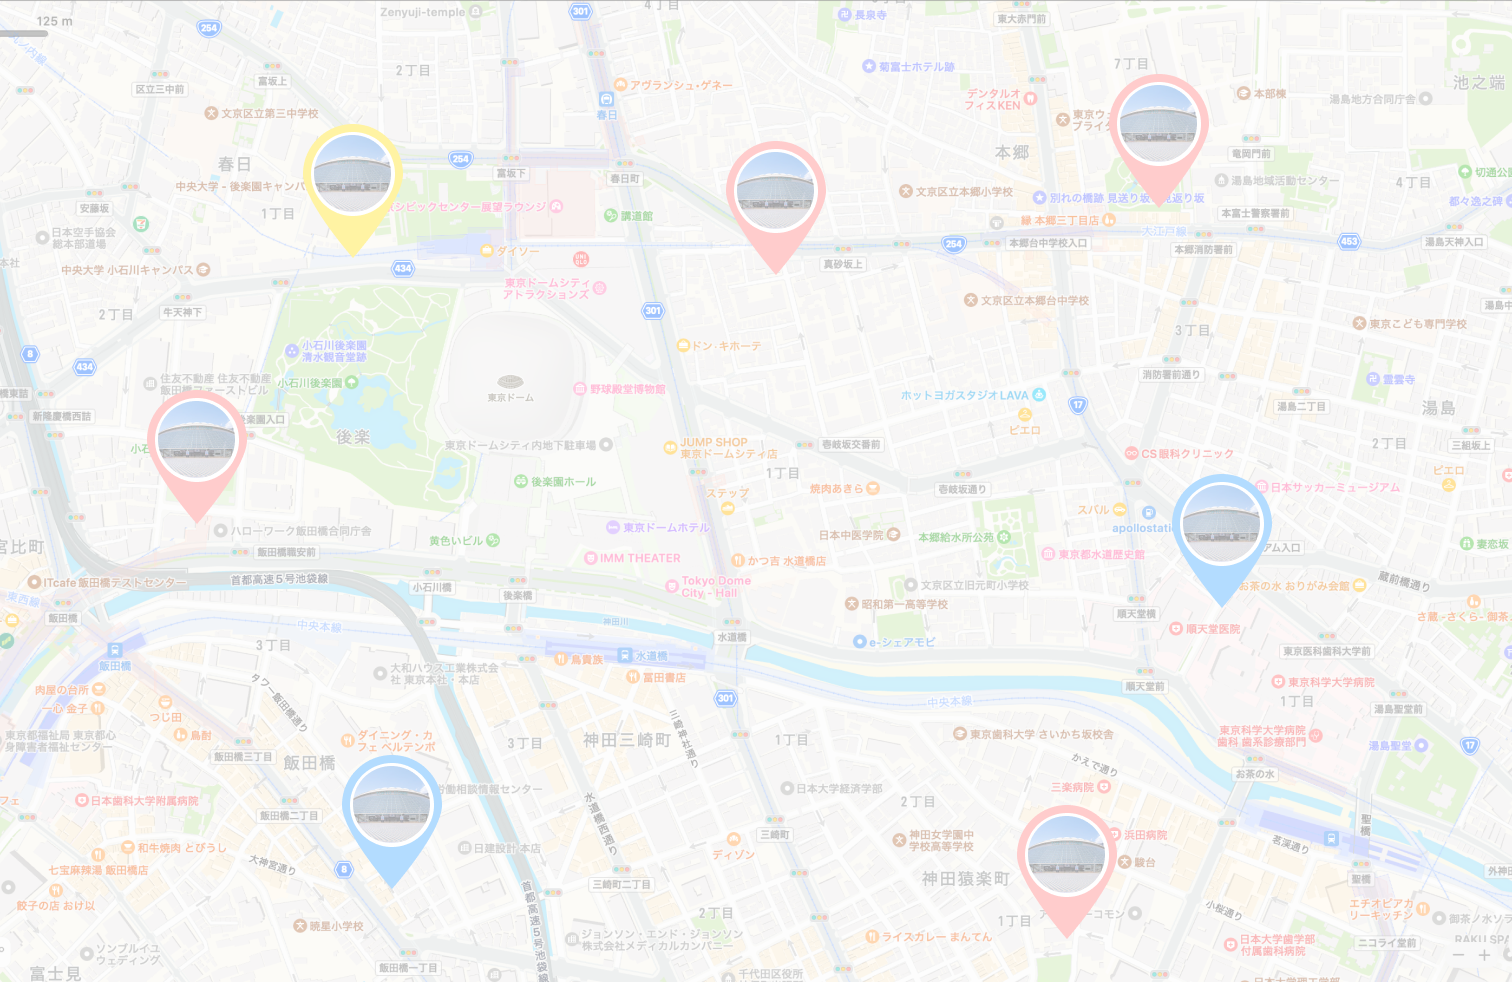 125 m
Zenyuji-temple
301
4丁目
長泉寺
東大赤門前
254
2丁目
菊富士ホテル跡
7丁目
池之端
富坂上
区立三中前
アヴランシュ・ゲネー
デンタルオ
フィスKEN
本部棟
湯島地方合同庁舎
文京区立第三中学校
春日
東京ウ
ブライダ
春日
254
本郷
竜岡門前
富坂下
春日町
中央大学 - 後楽園キャンパ
文京区立本郷小学校
湯島地域活動センター
4丁目
切通公園
別れの橋跡 見送り坂
見返り坂
安藤坂
1丁目
シビックセンター展望ラウンジ
講道館
緑 本郷三丁目店
本富士警察署前
都々逸之碑
日本空手協会
総本部道場
大江戸線
ダイソー
254
本郷台中学校入口
本郷消防署前
453
湯島天神入口
本社
中央大学 小石川キャンパス
434
真砂坂上
東京ドームシティ
アトラクションズ
文京区立本郷台中学校
2丁目
牛天神下
301
3丁目
東京こども専門学校
8
434
小石川後楽園
清水観音堂跡
ドン・キホーテ
住友不動産 住友不動産
飯田橋ファーストビル
小石川後楽園
東京ドーム
野球殿堂博物館
消防署前通り
霊雲寺
ホットヨガスタジオ LAVA
17
湯島二丁目
湯島
新隆慶橋西詰
楽園入口
後楽
ピエロ
東京ドームシティ内地下駐車場
JUMP SHOP
東京ドームシティ店
壱岐坂交番前
CS眼科クリニック
2丁目
三組坂上
1丁目
ピエロ
後楽園ホール
ステップ
焼肉あきら
壱岐坂通り
日本サッカーミュージアム
スバル
apollostati
ハローワーク飯田橋合同庁舎
東京ドームホテル
日本中医学院
本郷給水所公苑
黄色いビル
宮比町
飯田橋職安前
IMM THEATER
かつ吉 水道橋店
東京都水道歴史館
アム入口
妻恋坂
ITcafe 飯田橋テストセンター
首都高速5号池袋線
小石川橋
後楽橋
Tokyo Dome
City - Hall
文京区立旧元町小学校
お茶の水 おりがみ会館
蔵前橋通り
東西線
飯田橋
昭和第一高等学校
順天堂横
さ蔵 -さくら- 御茶
中央本線
神田川
水道橋
e-シェアモビ
順天堂医院
3丁目
飯田橋
鳥貴族
水道橋
東京医科歯科大学前
大和ハウス工業株式会
社 東京本社・本店
冨田書店
肉屋の台所
タワー飯田橋通り
順天堂前
東京科学大学病院
一心 金子
つじ田
301
中央本線
1丁目
湯島聖堂前
東京都福祉局 東京都心
身障害者福祉センター
鳥酎
ダイニング・カ
フェ ベルテンポ
3丁目
神田三崎町
三崎神社通り
1丁目
東京歯科大学 さいかち坂校舎
東京科学大学病院
歯科 歯系診療部門
湯島聖堂
17
飯田橋三丁目
飯田橋
かえで通り
お茶の水
フェ
日本歯科大学附属病院
働相談情報センター
日本大学経済学部
三楽病院
2丁目
飯田橋二丁目
水道橋西通り
三崎町
神田女学園中
学校高等学校
浜田病院
聖橋
茗渓通り
和牛焼肉 とびうし
日建設計 本店
ディゾン
駿台
七宝麻辣湯 飯田橋店
大神宮通り
8
三崎町二丁目
神田猿楽町
聖橋
外神
餃子の店 おけ以
首都高速5号池袋線
2丁目
1丁目
小桜通り
エチオピアカ
リーキッチン
御茶ノ水ソラ
暁星小学校
ジョンソン・エンド・ジョンソン
株式会社メディカルカンパニー
ライスカレー まんてん
日本大学歯学部
付属歯科病院
ニコライ堂前
ソンブルイユ
ウェディング
飯田橋一丁目
富士見
千代田区役所